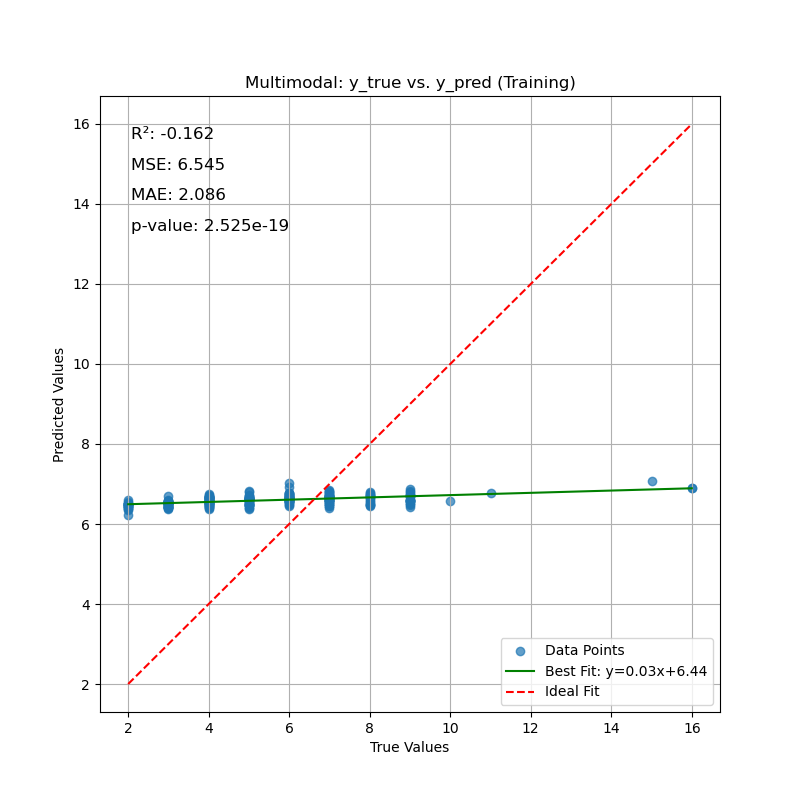 Multimodal: y_true vs. y_pred (Training)
R²: -0.162
MSE: 6.545
MAE: 2.086
p-value: 2.525e-19
Predicted Values
16
14
12
10
8
6
4
2
Data Points
Best Fit: y=0.03x+6.44
Ideal Fit
2 4 6 8 10 12 14 16
True Values